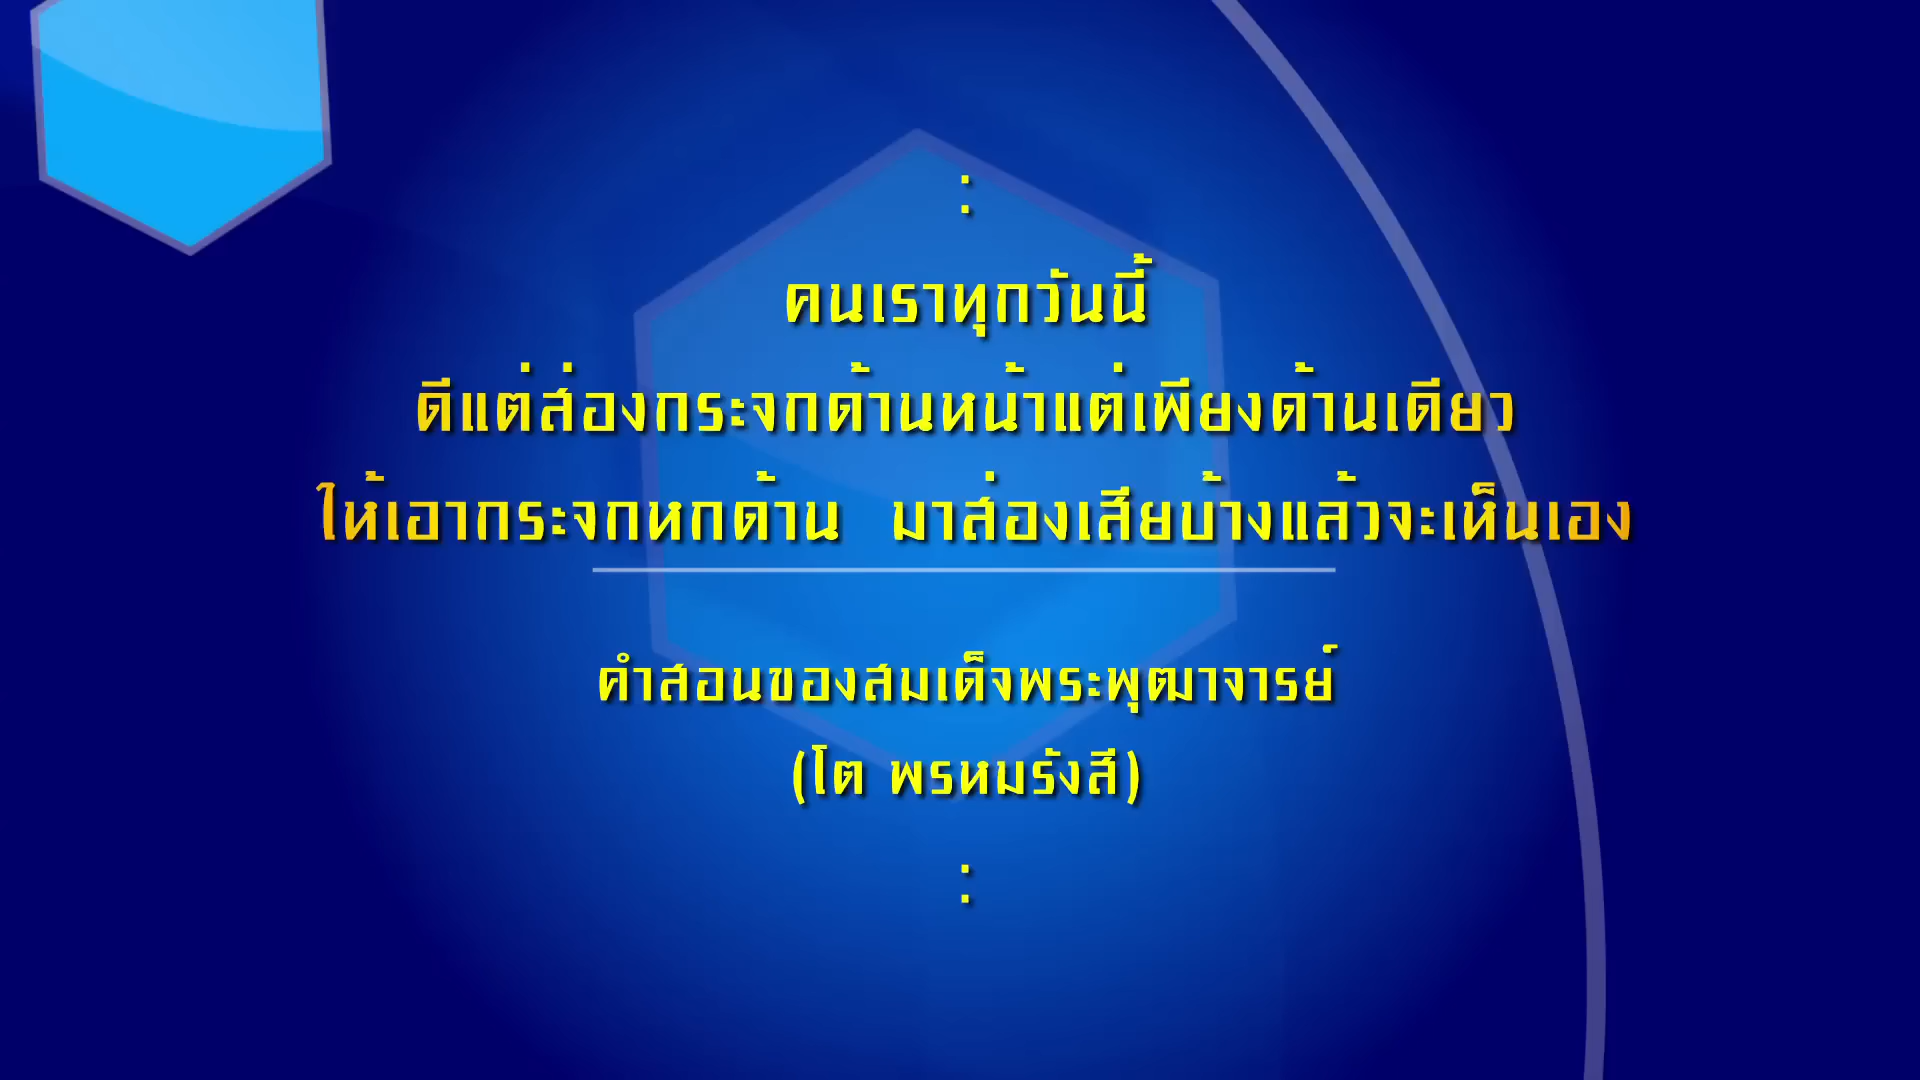 :
คนเราทุกวันนี้
ดีแต่ส่องกระจกด้านหน้าแต่เพียงด้านเดียว
ให้เอากระจกหกด้าน มาส่องเสียบ้างแล้วจะเห็นเอง
คำสอนของสมเด็จพระพุฒาจารย์
(โต พรหมรังสี)
: